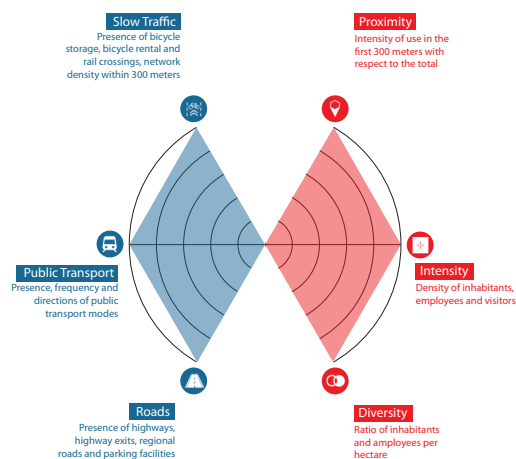 Slow Traffic
Presence of bicycle
storage, bicycle rental and
rail crossings, network
density within 300 meters
Proximity
Intensity of use in the
first 300 meters with
respect to the total
Public Transport
Presence, frequency and
directions of public
transport modes
Intensity
Density of inhabitants,
employees and visitors
Roads
Presence of highways,
highway exits, regional
roads and parking facilities
Diversity
Ratio of inhabitants
and amployees per
hectare